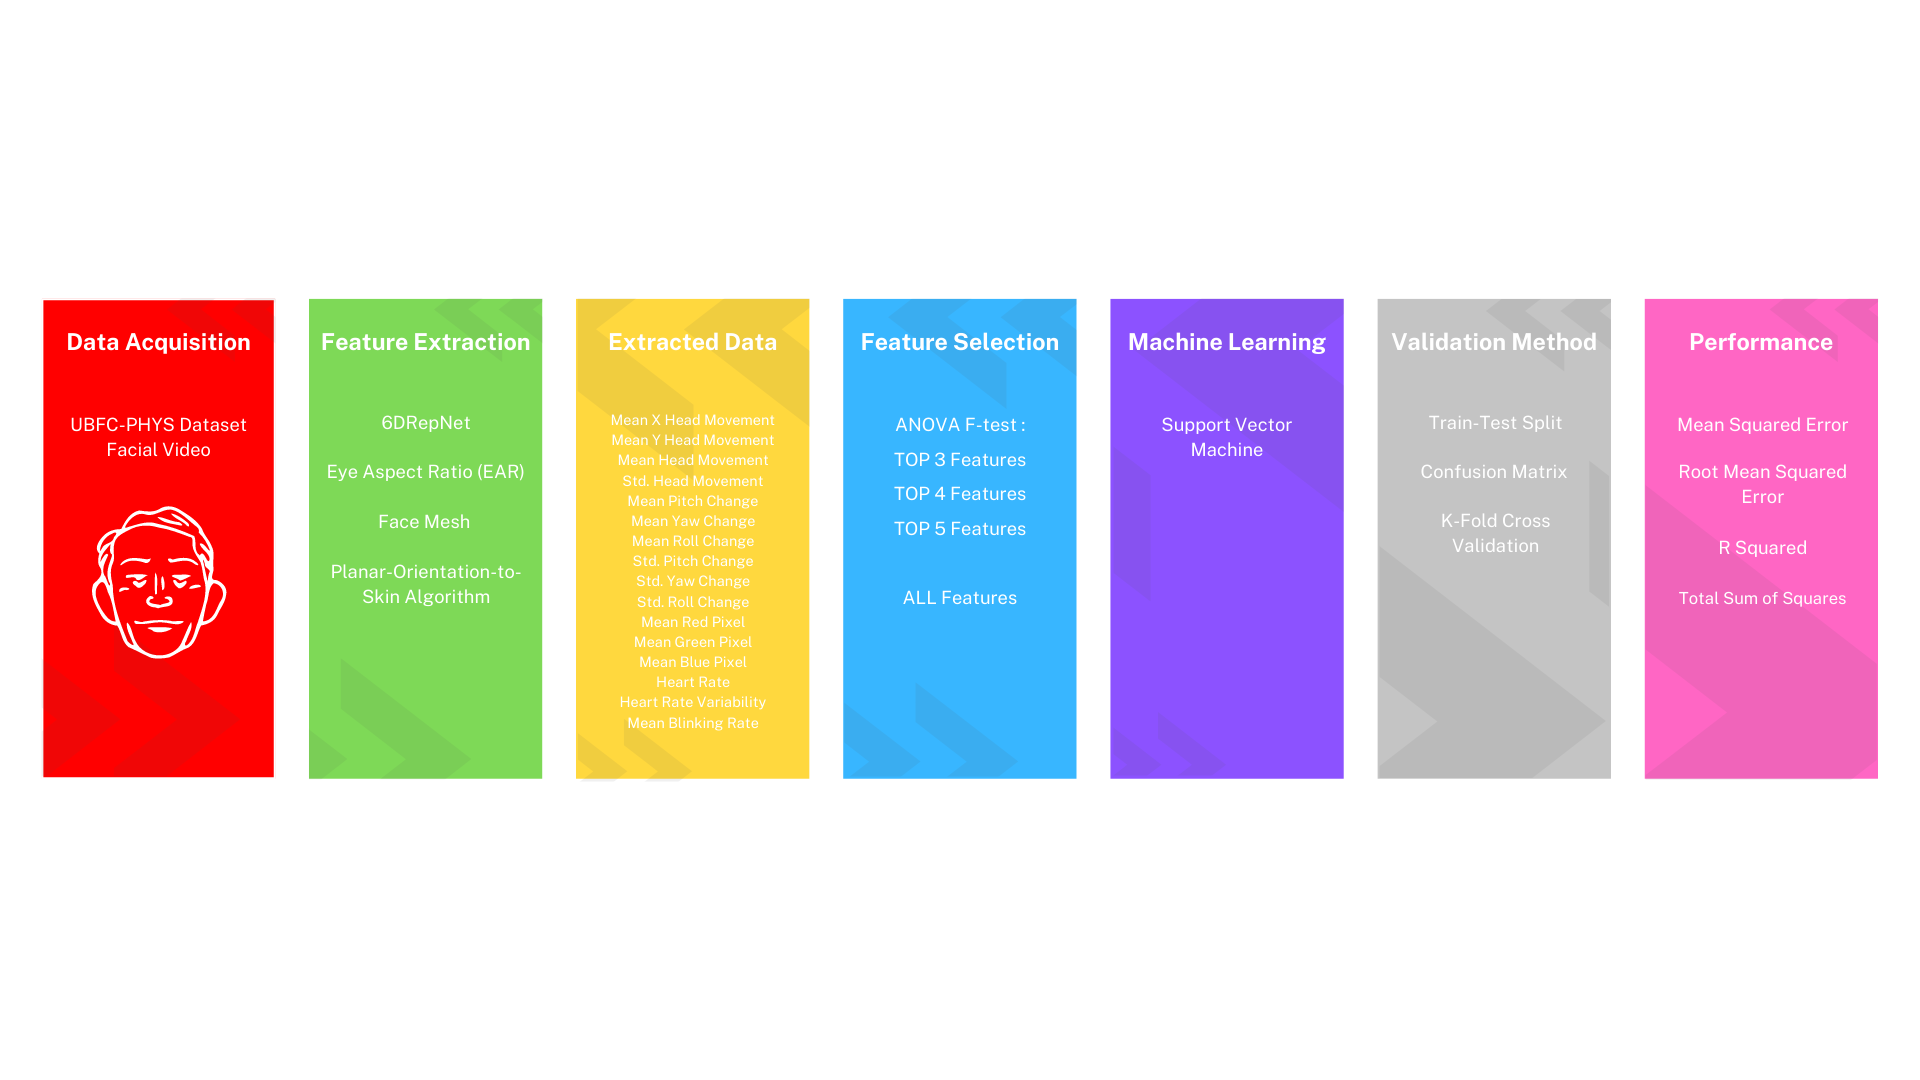 Data Acquisition
UBFC-PHYS Dataset
Facial Video
Feature Extraction
6DRepNet
Eye Aspect Ratio (EAR)
Face Mesh
Planar-Orientation-to-
Skin Algorithm
Extracted Data
Mean X Head Movement
Mean Y Head Movement
Mean Head Movement
Std. Head Movement
Mean Pitch Change
Mean Yaw Change
Mean Roll Change
Std. Pitch Change
Std. Yaw Change
Std. Roll Change
Mean Red Pixel
Mean Green Pixel
Mean Blue Pixel
Heart Rate
Heart Rate Variability
Mean Blinking Rate
Feature Selection
ANOVA F-test :
TOP 3 Features
TOP 4 Features
TOP 5 Features
ALL Features
Machine Learning
Support Vector
Machine
Validation Method
Train-Test Split
Confusion Matrix
K-Fold Cross
Validation
Performance
Mean Squared Error
Root Mean Squared
Error
R Squared
Total Sum of Squares